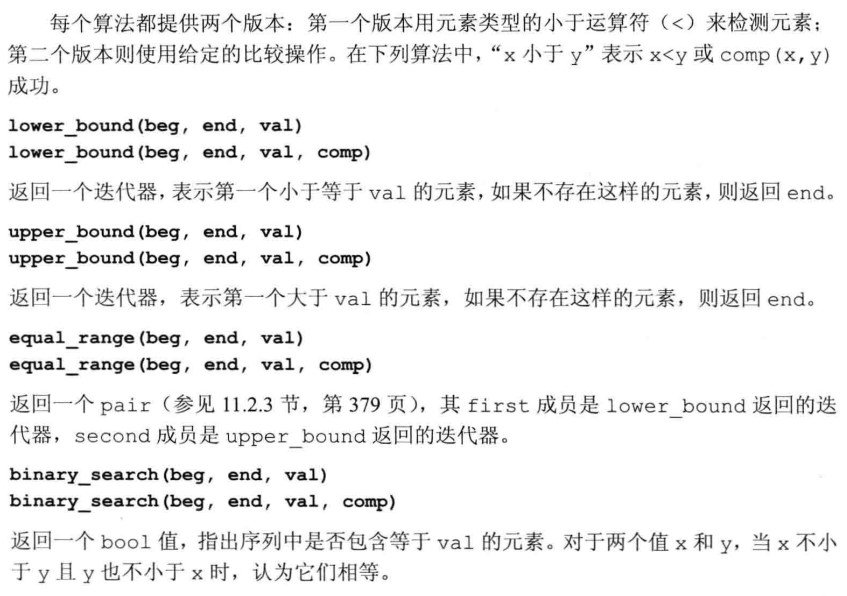 每个算法都提供两个版本：第一个版本用元素类型的小于运算符（<）来检测元素；
第二个版本则使用给定的比较操作。在下列算法中，“x 小于 y”表示 x<y 或 comp(x,y)
成功。
lower_bound(beg, end, val)
lower_bound(beg, end, val, comp)
返回一个迭代器，表示第一个小于等于 val 的元素，如果不存在这样的元素，则返回 end。
upper_bound(beg, end, val)
upper_bound(beg, end, val, comp)
返回一个迭代器，表示第一个大于 val 的元素，如果不存在这样的元素，则返回 end。
equal_range(beg, end, val)
equal_range(beg, end, val, comp)
返回一个 pair（参见 11.2.3 节，第 379 页），其 first 成员是 lower_bound 返回的迭
代器，second 成员是 upper_bound 返回的迭代器。
binary_search(beg, end, val)
binary_search(beg, end, val, comp)
返回一个 bool 值，指出序列中是否包含等于 val 的元素。对于两个值 x 和 y，当 x 不小
于 y 且 y 也不小于 x 时，认为它们相等。